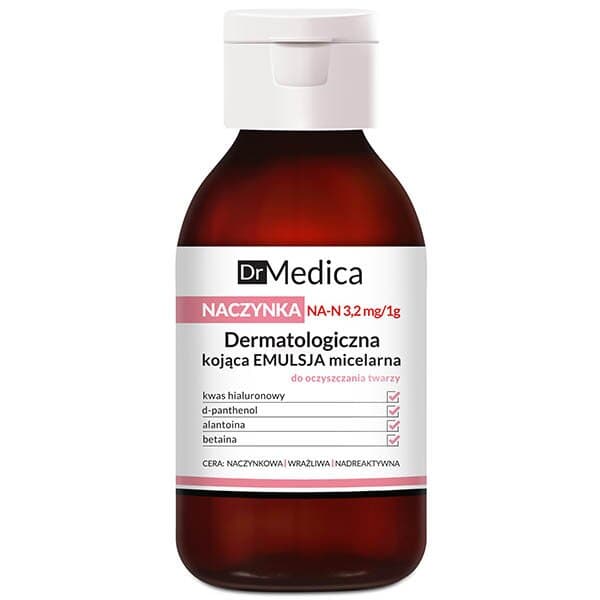 Dr Medica
NACZYNKA NA-N 3,2 mg/1g
Dermatologiczna
kojąca EMULSJA micelarna
do oczyszczania twarzy
kwas hialuronowy
d-panthenol
alantoina
betaina
CERA: NACZYNKOWA | WRAŻLIWA | NADREAKTYWNA